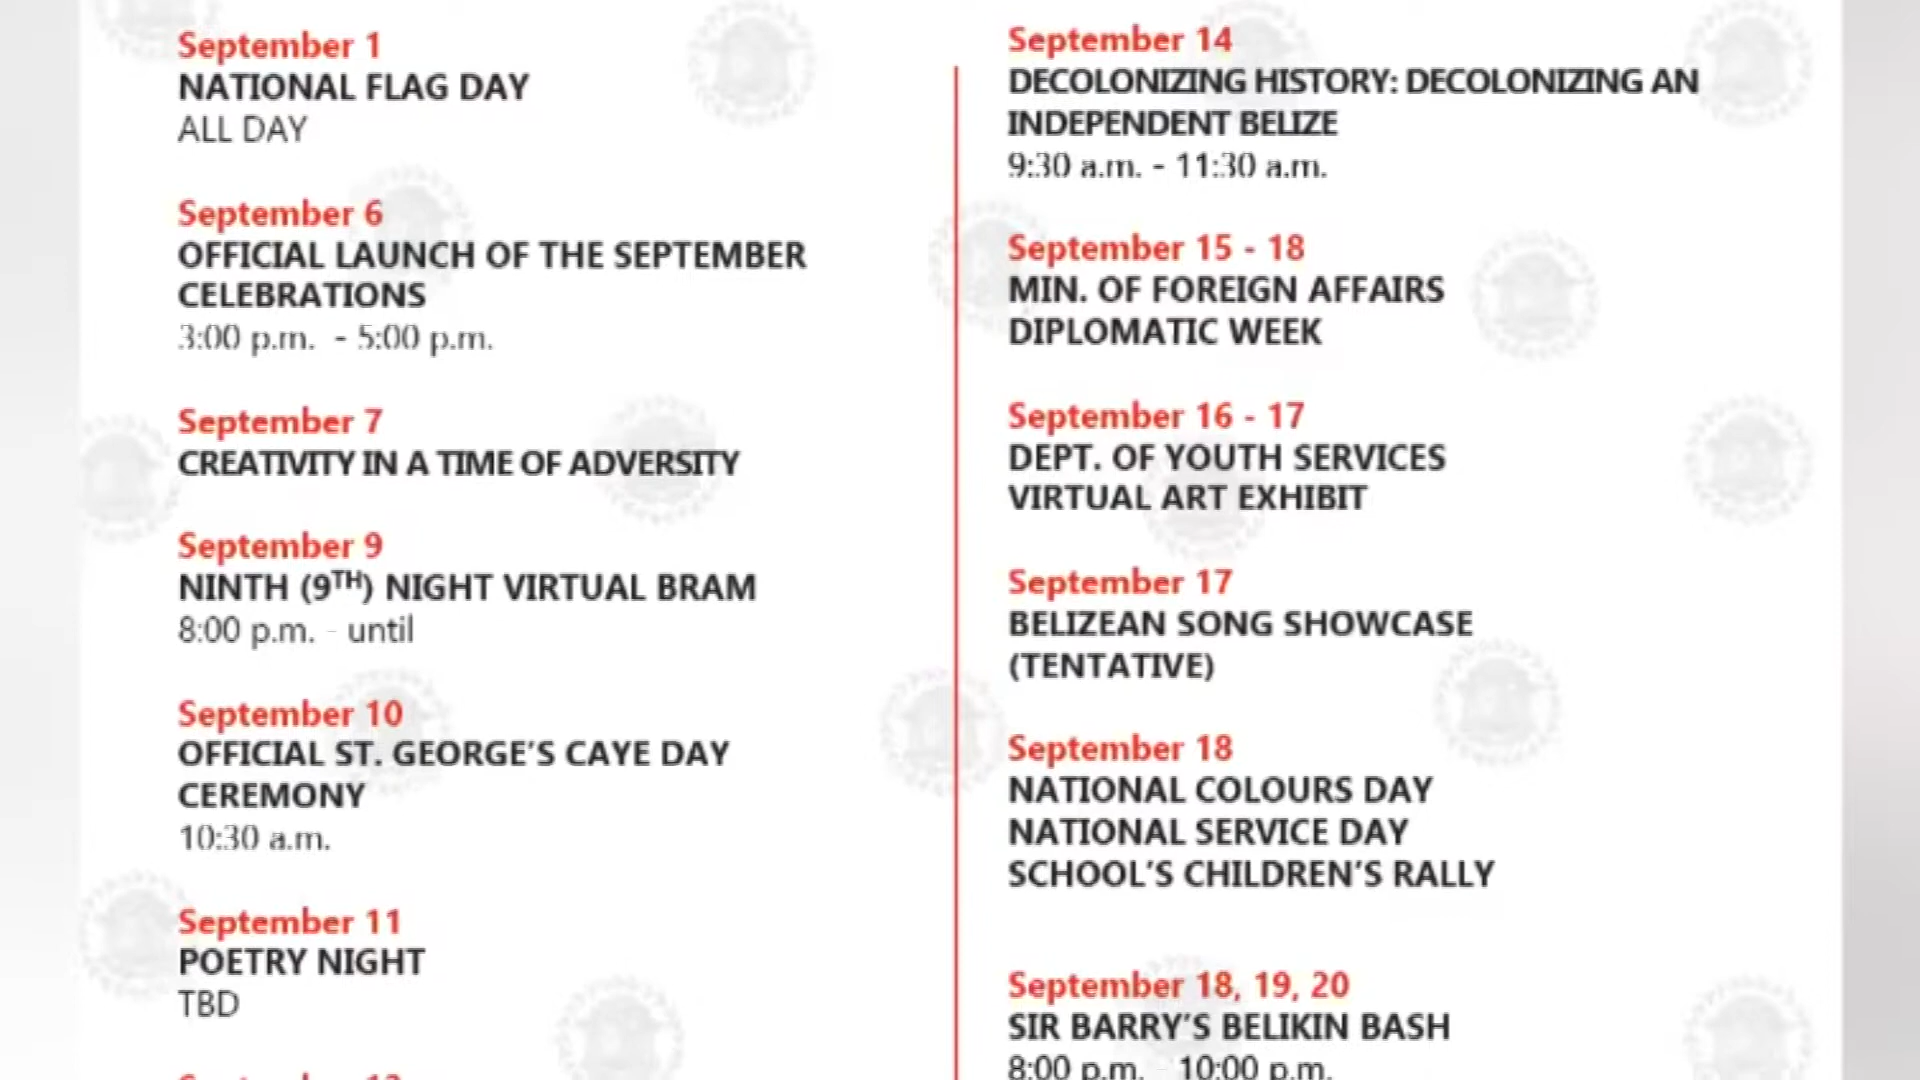 September 1
NATIONAL FLAG DAY
ALL DAY
September 6
OFFICIAL LAUNCH OF THE SEPTEMBER
CELEBRATIONS
3:00 p.m. - 5:00 p.m.
September 7
CREATIVITY IN A TIME OF ADVERSITY
September 9
NINTH (9TH) NIGHT VIRTUAL BRAM
8:00 p.m. - until
September 10
OFFICIAL ST. GEORGE'S CAYE DAY
CEREMONY
10:30 a.m.
September 11
POETRY NIGHT
TBD
September 14
DECOLONIZING HISTORY: DECOLONIZING AN
INDEPENDENT BELIZE
9:30 a.m. - 11:30 a.m.
September 15 - 18
MIN. OF FOREIGN AFFAIRS
DIPLOMATIC WEEK
September 16 - 17
DEPT. OF YOUTH SERVICES
VIRTUAL ART EXHIBIT
September 17
BELIZEAN SONG SHOWCASE
(TENTATIVE)
September 18
NATIONAL COLOURS DAY
NATIONAL SERVICE DAY
SCHOOL'S CHILDREN'S RALLY
September 18, 19, 20
SIR BARRY'S BELIKIN BASH
8:00 p.m. - 10:00 p.m.